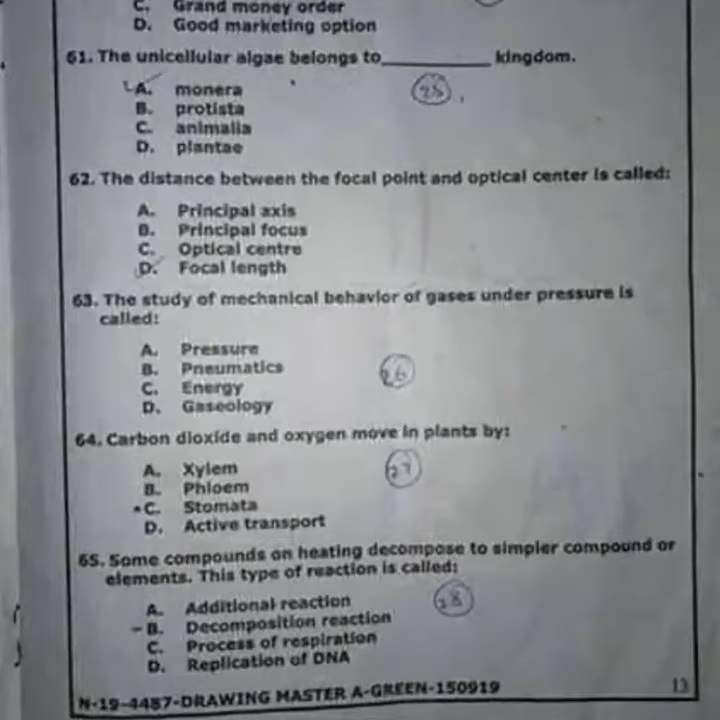 C. Grand money order
D. Good marketing option
61. The unicellular algae belongs to__________ kingdom.
A. monera
25
B. protista
C. animalia
D. plantae
62. The distance between the focal point and optical center is called:
A. Principal axis
B. Principal focus
C. Optical centre
D. Focal length
63. The study of mechanical behavior of gases under pressure is
called:
A. Pressure
B. Pneumatics
26
C. Energy
D. Gaseology
64. Carbon dioxide and oxygen move in plants by:
A. Xylem
27
B. Phloem
C. Stomata
D. Active transport
65. Some compounds on heating decompose to simpler compound or
elements. This type of reaction is called:
A. Additional reaction
28
B. Decomposition reaction
C. Process of respiration
D. Replication of DNA
N-19-4487-DRAWING MASTER A-GREEN-150919
13